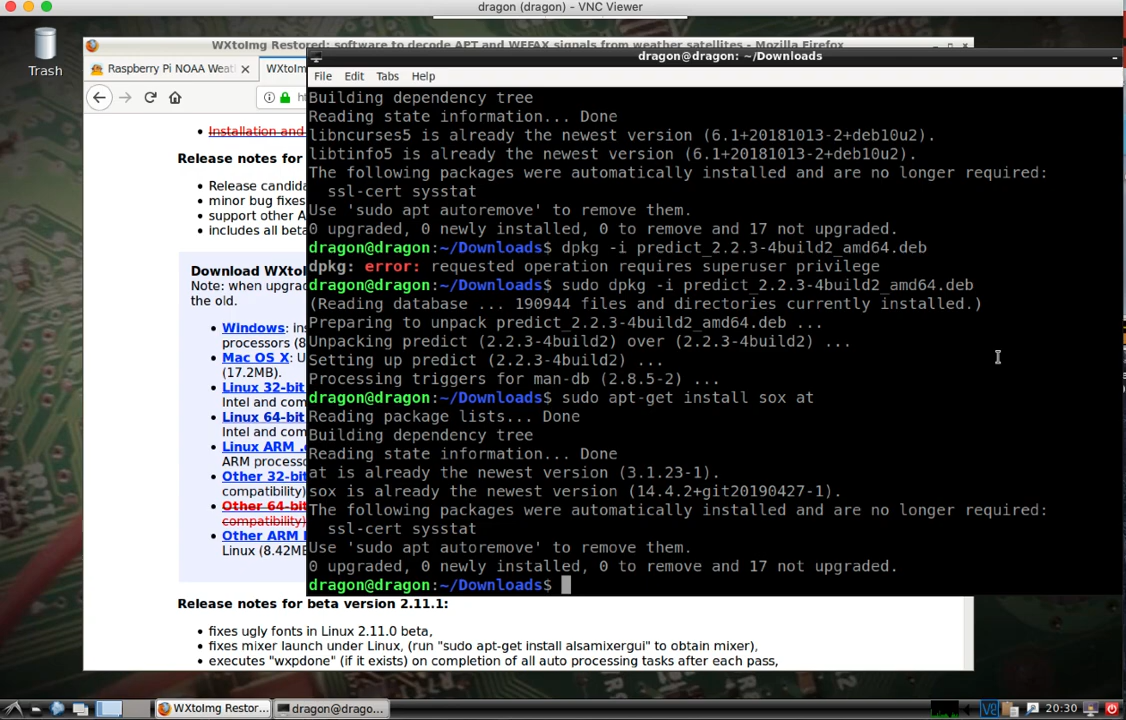 dragon (dragon) - VNC Viewer
Trash
WXtoImg Restored: software to decode APT and WEFAX signals from weather satellites - Mozilla Firefox
Raspberry Pi NOAA Weat
WXtoIm
dragon@dragon: ~/Downloads
File Edit Tabs Help
Installation and
Release notes for
Release candida
minor bug fixes
support other A
includes all beta
Download WXtoI
Note: when upgra
the old.
Windows: ins
processors (8
Mac OS X: U
(17.2MB).
Linux 32-bit
Intel and com
Linux 64-bit
Intel and com
Linux ARM .
ARM processo
Other 32-bit
compatibility)
Other 64-bit
compatibility)
Other ARM
Linux (8.42MB
Building dependency tree
Reading state information... Done
libncurses5 is already the newest version (6.1+20181013-2+deb10u2).
libtinfo5 is already the newest version (6.1+20181013-2+deb10u2).
The following packages were automatically installed and are no longer required:
ssl-cert sysstat
Use 'sudo apt autoremove' to remove them.
0 upgraded, 0 newly installed, 0 to remove and 17 not upgraded.
dragon@dragon:~/Downloads$ dpkg -i predict_2.2.3-4build2_amd64.deb
dpkg: error: requested operation requires superuser privilege
dragon@dragon:~/Downloads$ sudo dpkg -i predict_2.2.3-4build2_amd64.deb
(Reading database ... 190944 files and directories currently installed.)
Preparing to unpack predict_2.2.3-4build2_amd64.deb ...
Unpacking predict (2.2.3-4build2) over (2.2.3-4build2) ...
Setting up predict (2.2.3-4build2) ...
Processing triggers for man-db (2.8.5-2) ...
dragon@dragon:~/Downloads$ sudo apt-get install sox at
Reading package lists... Done
Building dependency tree
Reading state information... Done
at is already the newest version (3.1.23-1).
sox is already the newest version (14.4.2+git20190427-1).
The following packages were automatically installed and are no longer required:
ssl-cert sysstat
Use 'sudo apt autoremove' to remove them.
0 upgraded, 0 newly installed, 0 to remove and 17 not upgraded.
dragon@dragon:~/Downloads$
Release notes for beta version 2.11.1:
fixes ugly fonts in Linux 2.11.0 beta,
fixes mixer launch under Linux, (run "sudo apt-get install alsamixergui" to obtain mixer),
executes "wxpdone" (if it exists) on completion of all auto processing tasks after each pass,
WXtoImg Restor...
dragon@drago...
20:30